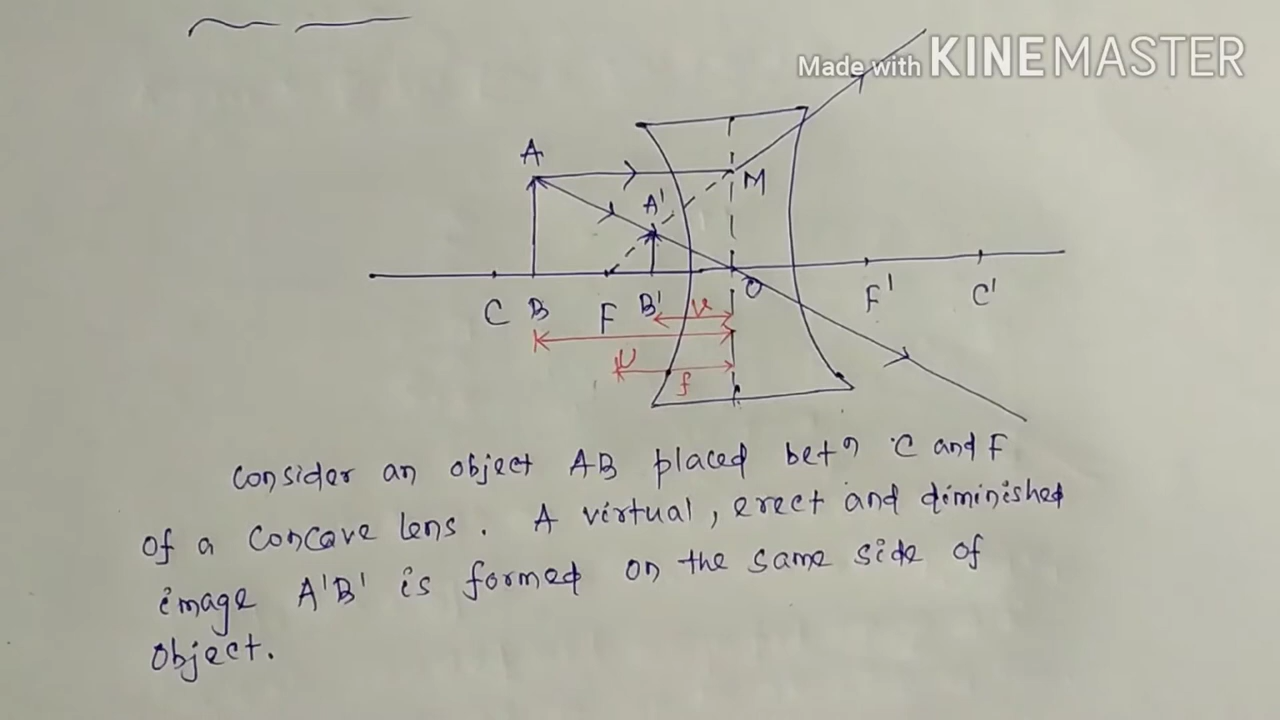 Made with KINEMASTER
A
M
A'
C B F B' v O F' C'
U
f
Consider an object AB placed betn C and F
of a concave lens. A virtual, erect and diminished
image A'B' is formed on the same side of
object.